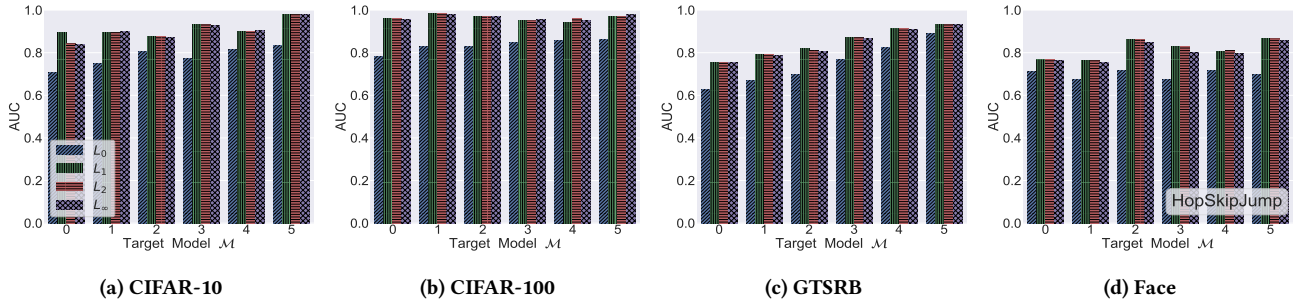 1.0
0.8
0.6
0.4
0.2
0.0
AUC
L₀
L₁
L₂
L∞
0 1 2 3 4 5
Target Model ℳ
(a) CIFAR-10
1.0
0.8
0.6
0.4
0.2
0.0
AUC
0 1 2 3 4 5
Target Model ℳ
(b) CIFAR-100
1.0
0.8
0.6
0.4
0.2
0.0
AUC
0 1 2 3 4 5
Target Model ℳ
(c) GTSRB
1.0
0.8
0.6
0.4
0.2
0.0
AUC
HopSkipJump
0 1 2 3 4 5
Target Model ℳ
(d) Face